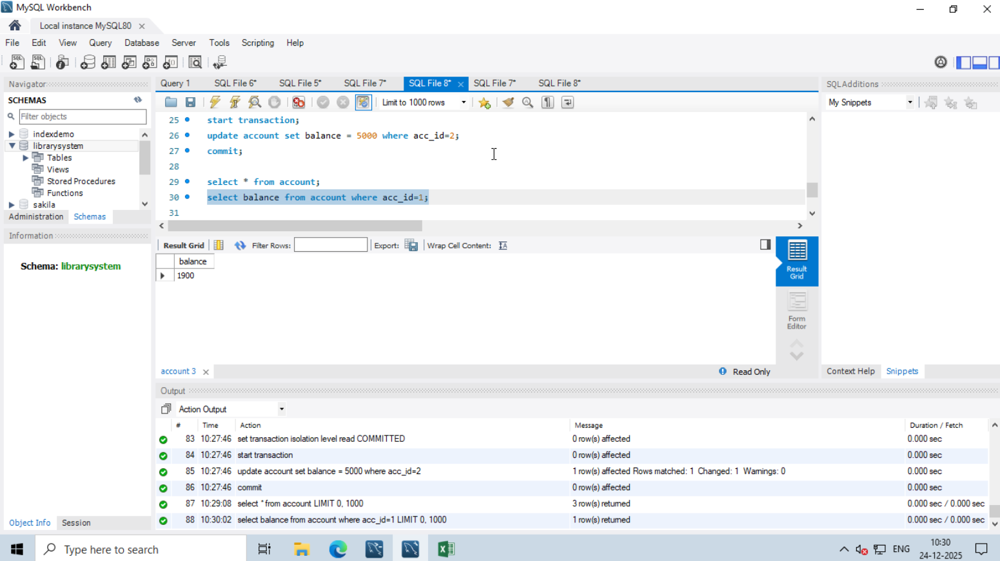 MySQL Workbench
Local instance MySQL80
File Edit View Query Database Server Tools Scripting Help
Navigator
SCHEMAS
Filter objects
indexdemo
librarysystem
Tables
Views
Stored Procedures
Functions
sakila
Administration Schemas
Information
Schema: librarysystem
Object Info Session
Query 1 SQL File 6* SQL File 5* SQL File 7* SQL File 8* SQL File 7* SQL File 8*
Limit to 1000 rows
25 start transaction;
26 update account set balance = 5000 where acc_id=2;
27 commit;
28
29 select * from account;
30 select balance from account where acc_id=1;
31
Result Grid Filter Rows: Export: Wrap Cell Content:
balance
1900
Result
Grid
Form
Editor
account 3 Read Only
SQLAdditions
My Snippets
Context Help Snippets
Output
Action Output
# Time Action Message Duration / Fetch
83 10:27:46 set transaction isolation level read COMMITTED 0 row(s) affected 0.000 sec
84 10:27:46 start transaction 0 row(s) affected 0.000 sec
85 10:27:46 update account set balance = 5000 where acc_id=2 1 row(s) affected Rows matched: 1 Changed: 1 Warnings: 0 0.000 sec
86 10:27:46 commit 0 row(s) affected 0.000 sec
87 10:29:08 select * from account LIMIT 0, 1000 3 row(s) returned 0.000 sec / 0.000 sec
88 10:30:02 select balance from account where acc_id=1 LIMIT 0, 1000 1 row(s) returned 0.000 sec / 0.000 sec
Type here to search
ENG
10:30
24-12-2025